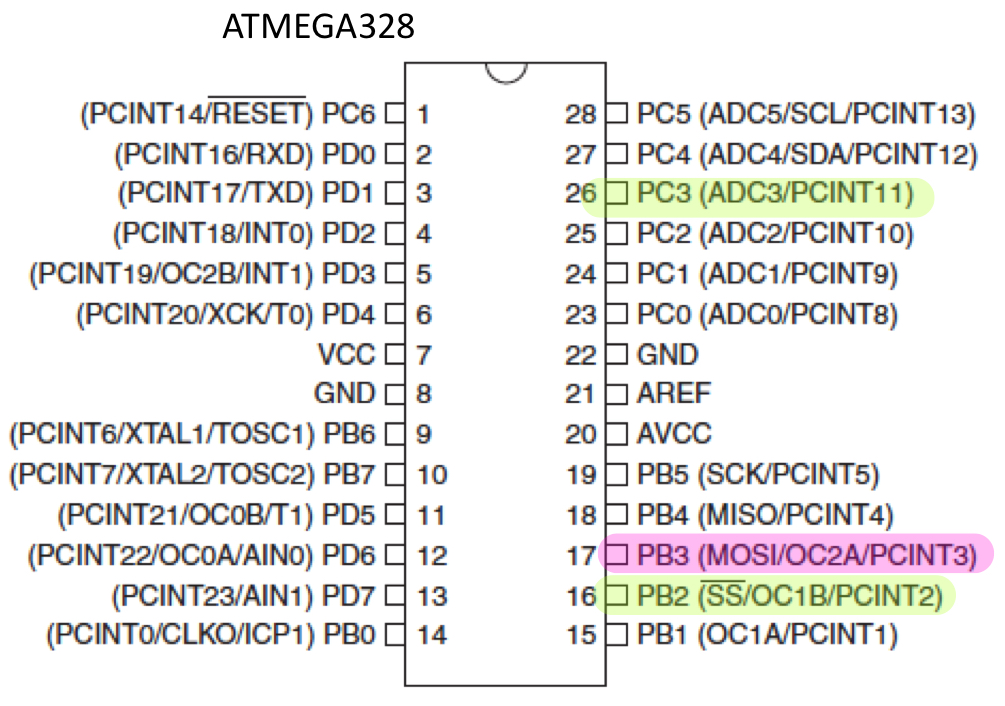 ATMEGA328
(PCINT14/RESET) PC6 1 28 PC5 (ADC5/SCL/PCINT13)
(PCINT16/RXD) PD0 2 27 PC4 (ADC4/SDA/PCINT12)
(PCINT17/TXD) PD1 3 26 PC3 (ADC3/PCINT11)
(PCINT18/INT0) PD2 4 25 PC2 (ADC2/PCINT10)
(PCINT19/OC2B/INT1) PD3 5 24 PC1 (ADC1/PCINT9)
(PCINT20/XCK/T0) PD4 6 23 PC0 (ADC0/PCINT8)
VCC 7 22 GND
GND 8 21 AREF
(PCINT6/XTAL1/TOSC1) PB6 9 20 AVCC
(PCINT7/XTAL2/TOSC2) PB7 10 19 PB5 (SCK/PCINT5)
(PCINT21/OC0B/T1) PD5 11 18 PB4 (MISO/PCINT4)
(PCINT22/OC0A/AIN0) PD6 12 17 PB3 (MOSI/OC2A/PCINT3)
(PCINT23/AIN1) PD7 13 16 PB2 (SS/OC1B/PCINT2)
(PCINT0/CLKO/ICP1) PB0 14 15 PB1 (OC1A/PCINT1)